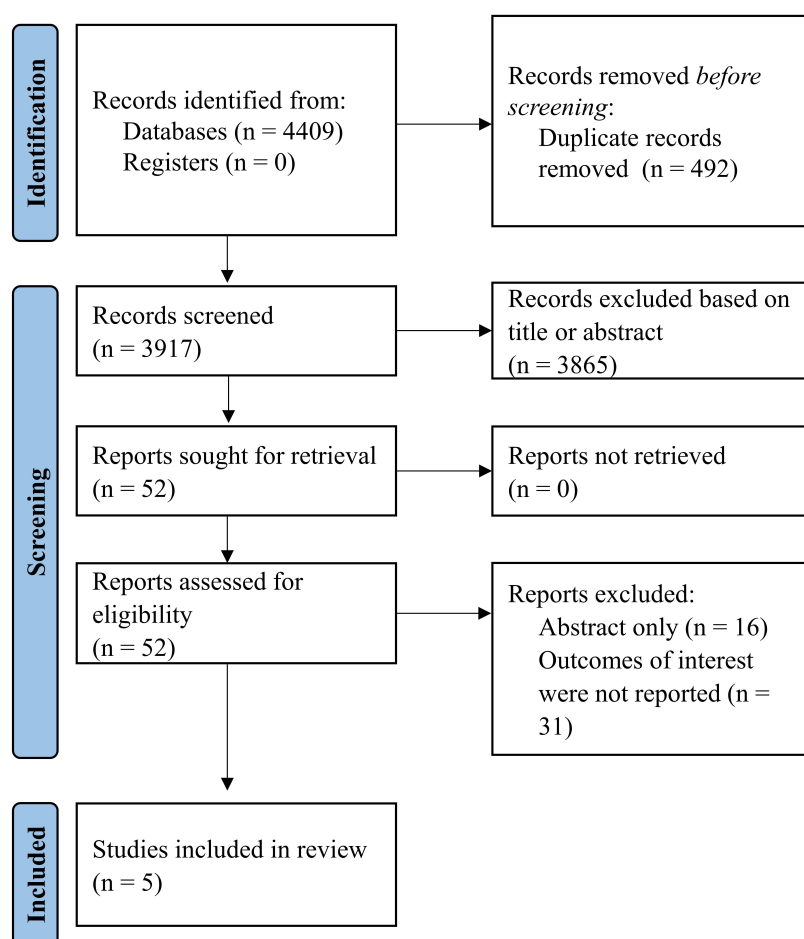 Identification
Records identified from:
Databases (n = 4409)
Registers (n = 0)
Records removed before
screening:
Duplicate records
removed  (n = 492)
Screening
Records screened
(n = 3917)
Records excluded based on
title or abstract
(n = 3865)
Reports sought for retrieval
(n = 52)
Reports not retrieved
(n = 0)
Reports assessed for
eligibility
(n = 52)
Reports excluded:
Abstract only (n = 16)
Outcomes of interest
were not reported (n =
31)
Included
Studies included in review
(n = 5)